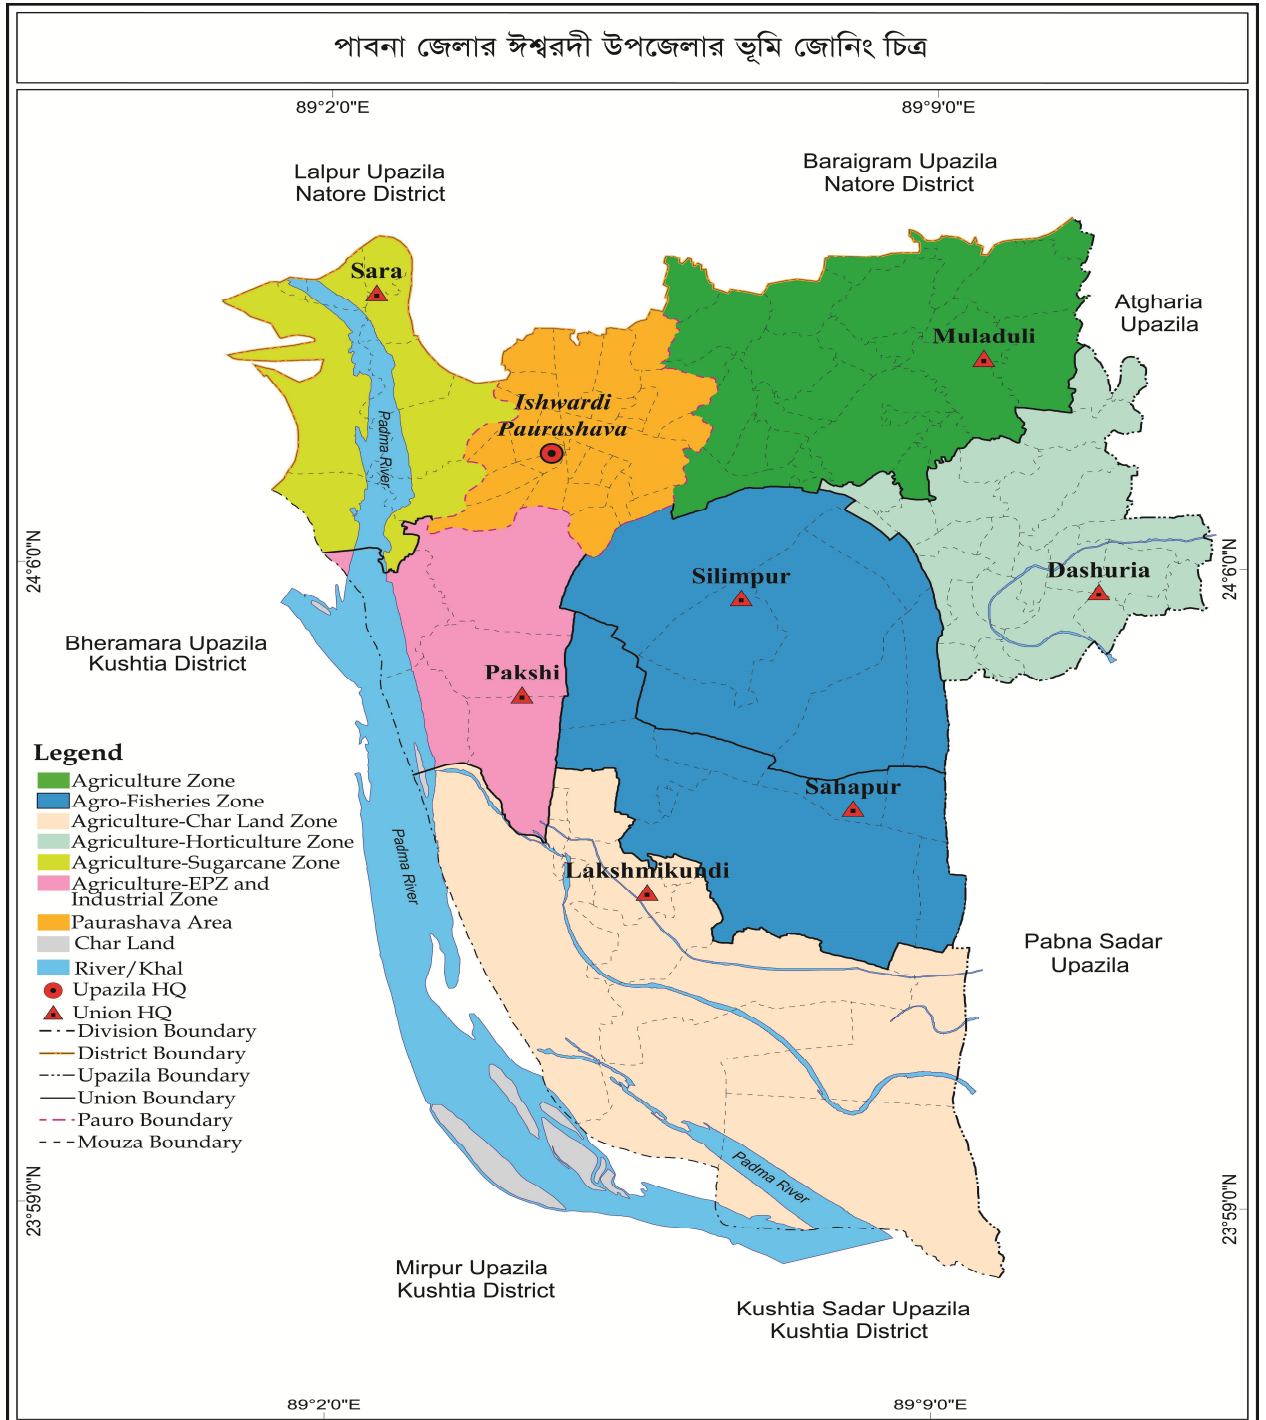 পাবনা জেলার ঈশ্বরদী উপজেলার ভূমি জোনিং চিত্র
89°2'0"E
89°9'0"E
Lalpur Upazila
Natore District
Baraigram Upazila
Natore District
Sara
Atgharia
Upazila
Muladuli
Ishwardi
Paurashava
Padma River
24°6'0"N
24°6'0"N
Silimpur
Dashuria
Bheramara Upazila
Kushtia District
Pakshi
Legend
Agriculture Zone
Agro-Fisheries Zone
Agriculture-Char Land Zone
Agriculture-Horticulture Zone
Agriculture-Sugarcane Zone
Agriculture-EPZ and
Industrial Zone
Paurashava Area
Char Land
River/Khal
Upazila HQ
Union HQ
Division Boundary
District Boundary
Upazila Boundary
Union Boundary
Pauro Boundary
Mouza Boundary
Sahapur
Padma River
Lakshmikundi
Pabna Sadar
Upazila
Padma River
23°59'0"N
23°59'0"N
Mirpur Upazila
Kushtia District
Kushtia Sadar Upazila
Kushtia District
89°2'0"E
89°9'0"E